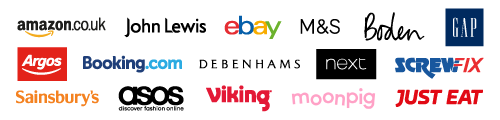 amazon.co.uk John Lewis ebay M&S Boden GAP
Argos Booking.com DEBENHAMS next SCREWFIX
Sainsbury's asos Viking moonpig JUST EAT
discover fashion online